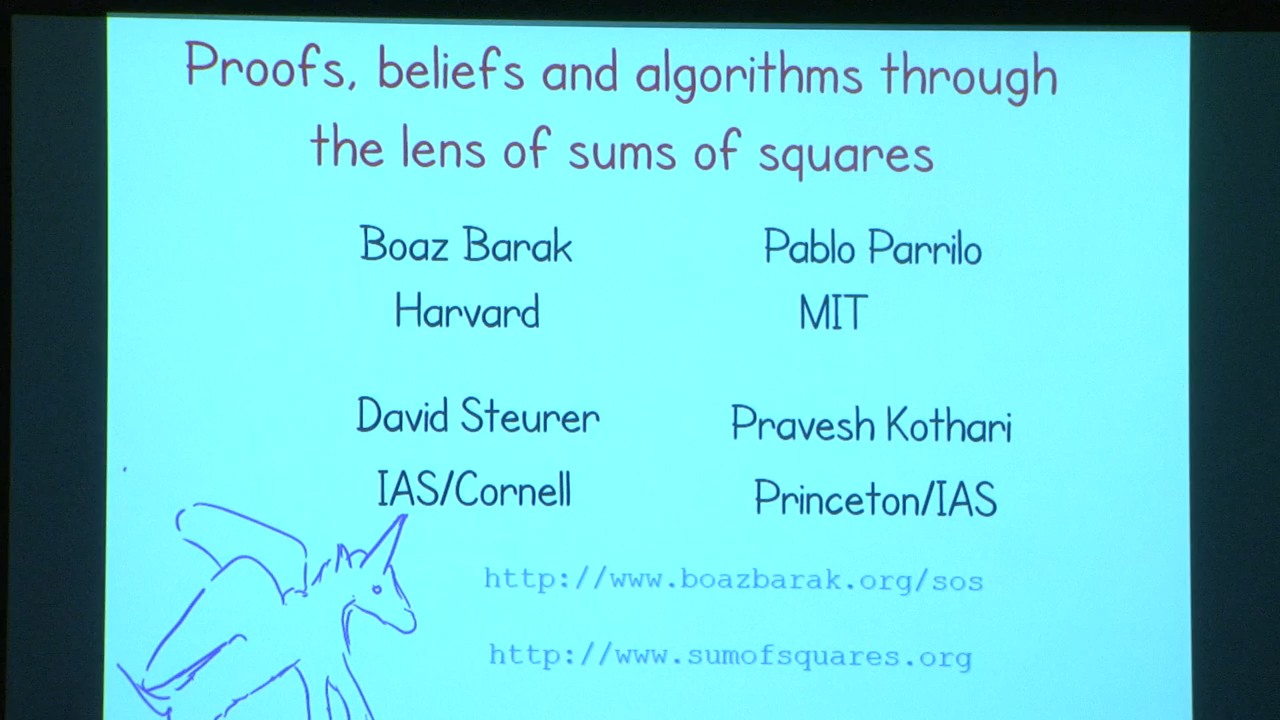 Proofs, beliefs and algorithms through
the lens of sums of squares
Boaz Barak
Harvard
Pablo Parrilo
MIT
David Steurer
IAS/Cornell
Pravesh Kothari
Princeton/IAS
http://www.boazbarak.org/sos
http://www.sumofsquares.org